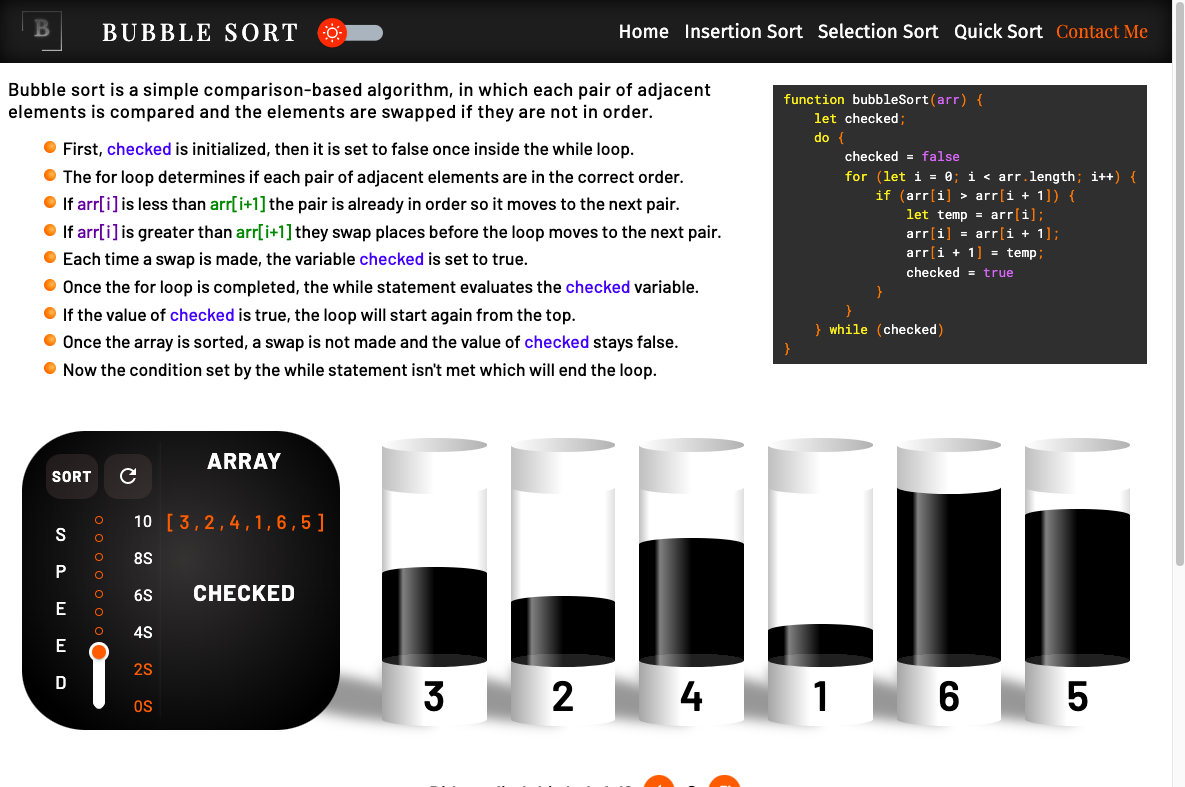 B
BUBBLE SORT
Home Insertion Sort Selection Sort Quick Sort Contact Me
Bubble sort is a simple comparison-based algorithm, in which each pair of adjacent
elements is compared and the elements are swapped if they are not in order.
First, checked is initialized, then it is set to false once inside the while loop.
The for loop determines if each pair of adjacent elements are in the correct order.
If arr[i] is less than arr[i+1] the pair is already in order so it moves to the next pair.
If arr[i] is greater than arr[i+1] they swap places before the loop moves to the next pair.
Each time a swap is made, the variable checked is set to true.
Once the for loop is completed, the while statement evaluates the checked variable.
If the value of checked is true, the loop will start again from the top.
Once the array is sorted, a swap is not made and the value of checked stays false.
Now the condition set by the while statement isn't met which will end the loop.
function bubbleSort(arr) {
let checked;
do {
checked = false
for (let i = 0; i < arr.length; i++) {
if (arr[i] > arr[i + 1]) {
let temp = arr[i];
arr[i] = arr[i + 1];
arr[i + 1] = temp;
checked = true
}
}
} while (checked)
}
SORT
SPEED
10
8S
6S
4S
2S
0S
ARRAY
[3,2,4,1,6,5]
CHECKED
3 2 4 1 6 5